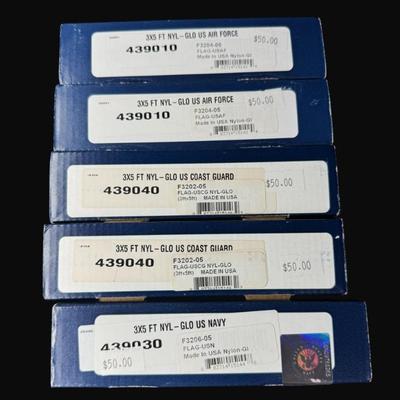 3X5 FT NYL-GLO US AIR FORCE
439010
F3204-05
FLAG-USAF
Made In USA Nylon-Gl
$50.00
3X5 FT NYL-GLO US AIR FORCE
439010
F3204-05
FLAG-USAF
Made In USA Nylon-Gl
$50.00
3X5 FT NYL-GLO US COAST GUARD
439040
F3202-05
FLAG-USCG NYL-GLO
(3ftx5ft) MADE IN USA
$50.00
3X5 FT NYL-GLO US COAST GUARD
439040
F3202-05
FLAG-USCG NYL-GLO
(3ftx5ft) MADE IN USA
$50.00
3X5 FT NYL-GLO US NAVY
439030
F3206-05
FLAG-USN
Made In USA Nylon-Gl
$50.00